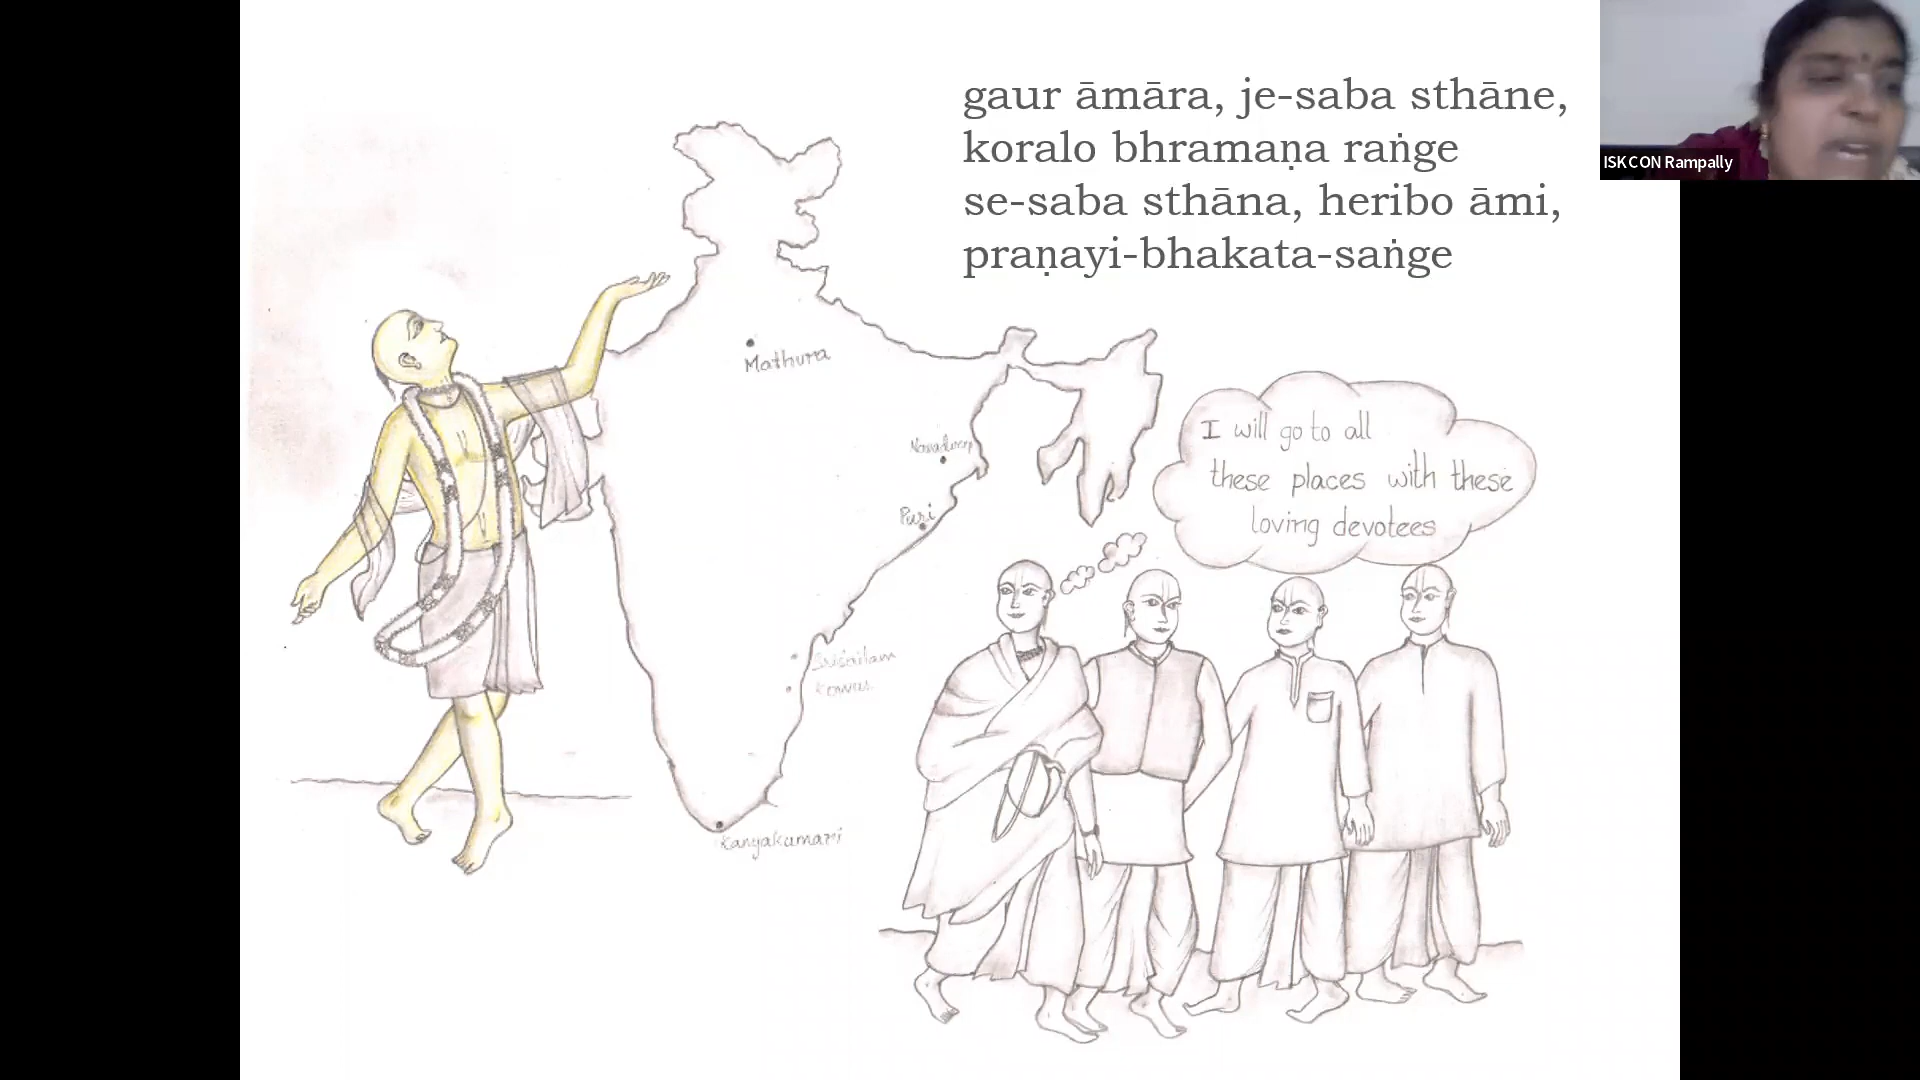 gaur āmāra, je-saba sthāne,
koralo bhramaṇa raṅge
se-saba sthāna, heribo āmi,
praṇayi-bhakata-saṅge
ISKCON Rampally
Mathura
I will go to all
these places with these
loving devotees
Puri
Kanyakumari